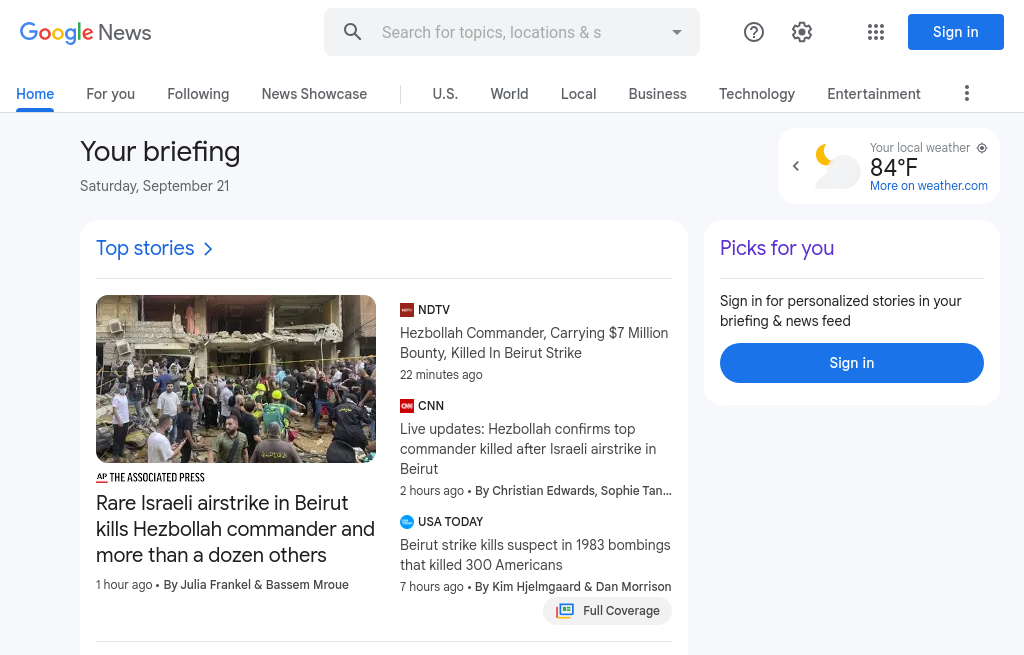 Google News
Search for topics, locations & s
Sign in
Home
For you
Following
News Showcase
U.S.
World
Local
Business
Technology
Entertainment
Your briefing
Saturday, September 21
Your local weather
84°F
More on weather.com
Top stories
AP THE ASSOCIATED PRESS
Rare Israeli airstrike in Beirut
kills Hezbollah commander and
more than a dozen others
1 hour ago • By Julia Frankel & Bassem Mroue
NDTV
Hezbollah Commander, Carrying $7 Million
Bounty, Killed In Beirut Strike
22 minutes ago
CNN
Live updates: Hezbollah confirms top
commander killed after Israeli airstrike in
Beirut
2 hours ago • By Christian Edwards, Sophie Tan...
USA TODAY
Beirut strike kills suspect in 1983 bombings
that killed 300 Americans
7 hours ago • By Kim Hjelmgaard & Dan Morrison
Full Coverage
Picks for you
Sign in for personalized stories in your
briefing & news feed
Sign in